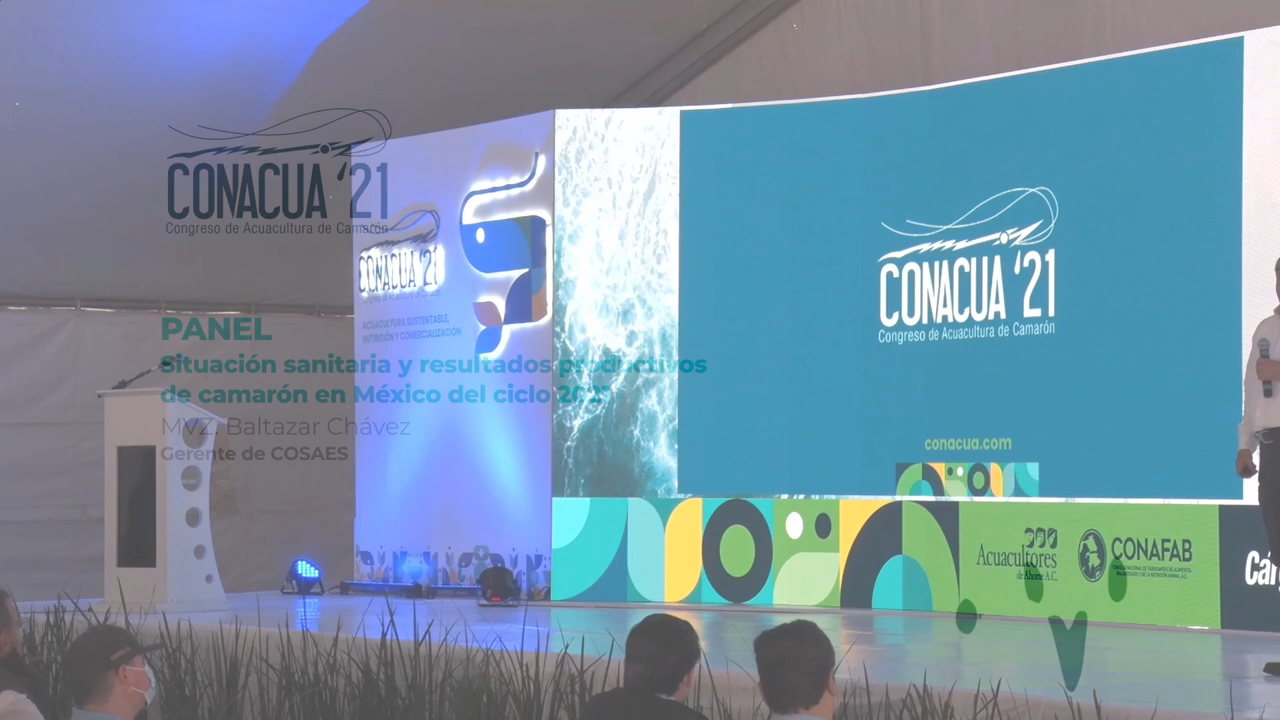 CONACUA '21
Congreso de Acuacultura de Camarón
PANEL
Situación sanitaria y resultados productivos
de camarón en México del ciclo 2021
MVZ. Baltazar Chávez
Gerente de COSAES
CONACUA '21
ACUACULTURA SUSTENTABLE,
NUTRICIÓN Y COMERCIALIZACIÓN
CONACUA '21
Congreso de Acuacultura de Camarón
conacua.com
Acuacultores
de Ahome A.C.
CONAFAB